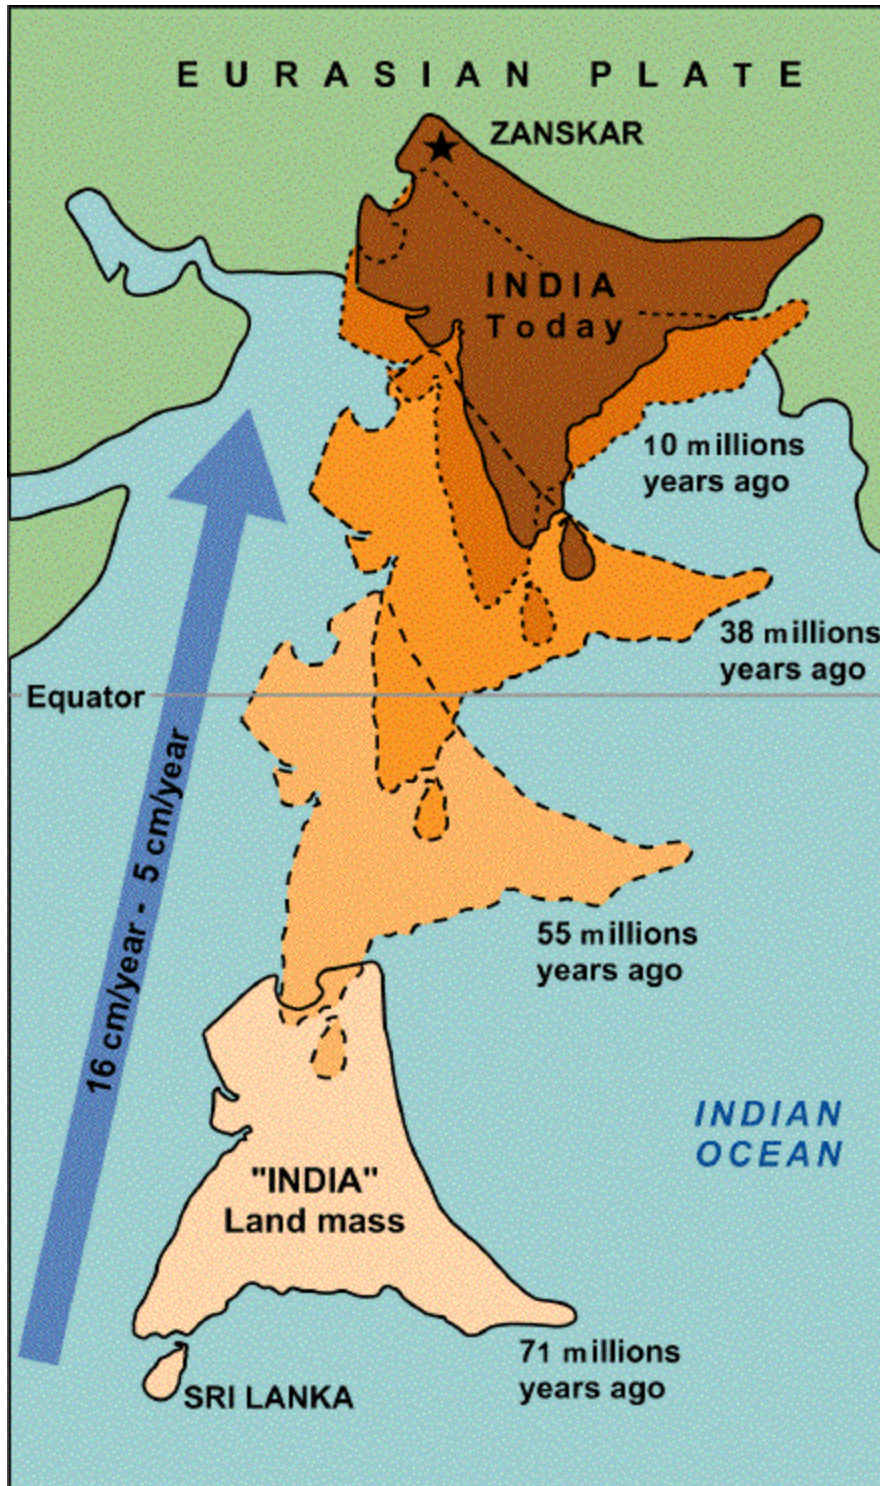 EURASIAN PLATE
ZANSKAR
INDIA
Today
10 millions
years ago
38 millions
years ago
Equator
16 cm/year - 5 cm/year
55 millions
years ago
INDIAN
OCEAN
"INDIA"
Land mass
71 millions
years ago
SRI LANKA